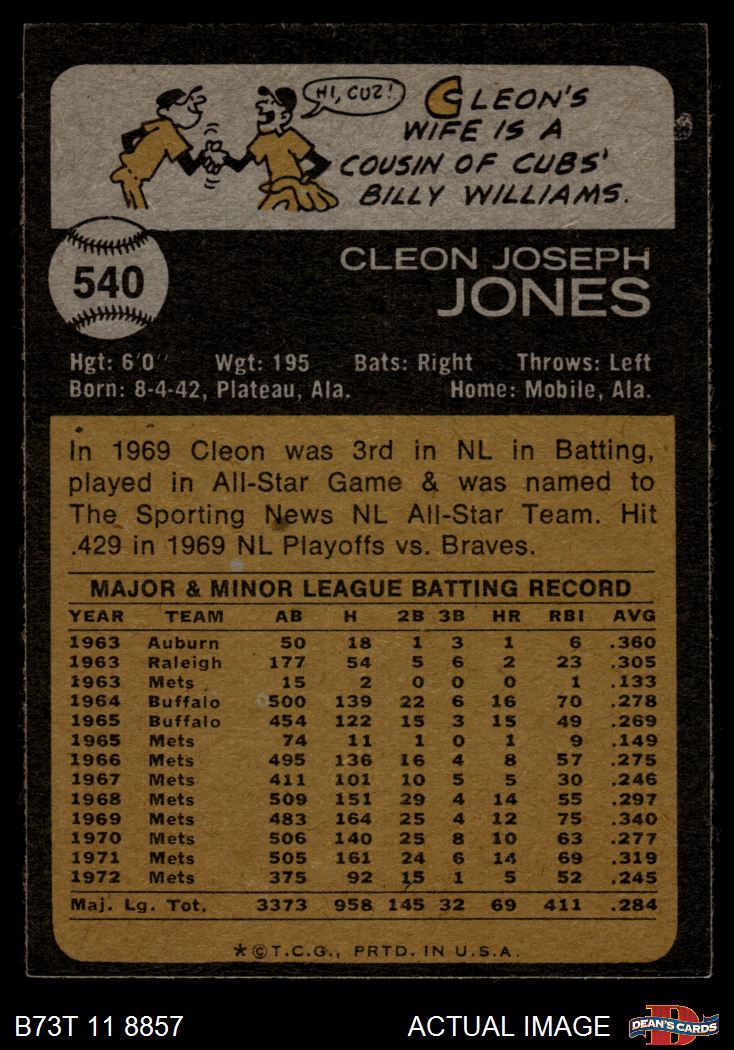 HI, CUZ!
CLEON'S
WIFE IS A
COUSIN OF CUBS'
BILLY WILLIAMS.
540
CLEON JOSEPH
JONES
Hgt: 6'0" Wgt: 195 Bats: Right Throws: Left
Born: 8-4-42, Plateau, Ala. Home: Mobile, Ala.
In 1969 Cleon was 3rd in NL in Batting,
played in All-Star Game & was named to
The Sporting News NL All-Star Team. Hit
.429 in 1969 NL Playoffs vs. Braves.
MAJOR & MINOR LEAGUE BATTING RECORD
YEAR TEAM AB H 2B 3B HR RBI AVG
1963 Auburn 50 18 1 3 1 6 .360
1963 Raleigh 177 54 5 6 2 23 .305
1963 Mets 15 2 0 0 0 1 .133
1964 Buffalo 500 139 22 6 16 70 .278
1965 Buffalo 454 122 15 3 15 49 .269
1965 Mets 74 11 1 0 1 9 .149
1966 Mets 495 136 16 4 8 57 .275
1967 Mets 411 101 10 5 5 30 .246
1968 Mets 509 151 29 4 14 55 .297
1969 Mets 483 164 25 4 12 75 .340
1970 Mets 506 140 25 8 10 63 .277
1971 Mets 505 161 24 6 14 69 .319
1972 Mets 375 92 15 1 5 52 .245
Maj. Lg. Tot. 3373 958 145 32 69 411 .284
*©T.C.G., PRTD. IN U.S.A.
B73T 11 8857 ACTUAL IMAGE
DEAN'S CARDS